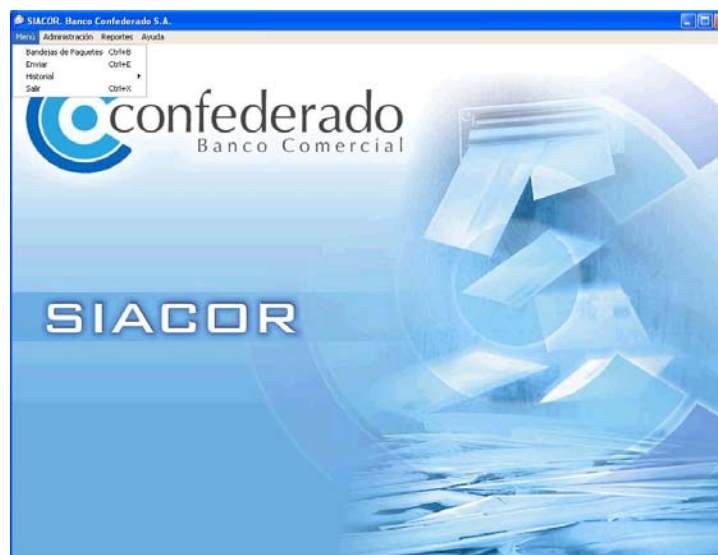 SIACOR. Banco Confederado S.A.
Menú Administración Reportes Ayuda
Bandejas de Paquetes Ctrl+B
Enviar Ctrl+E
Historial
Salir Ctrl+X
confederado
Banco Comercial
SIACOR